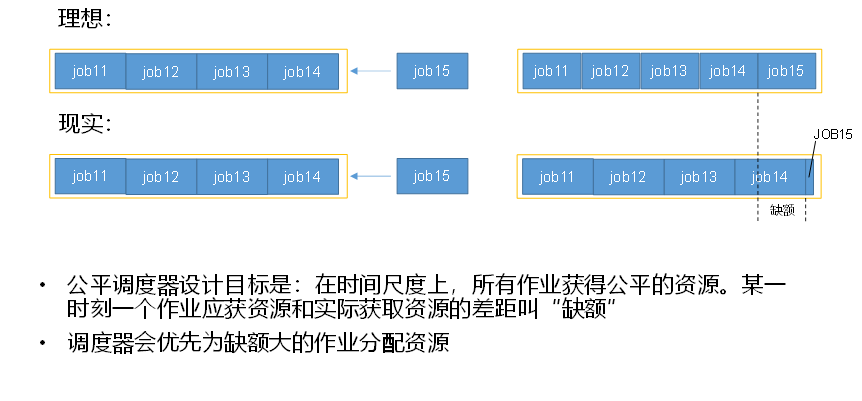 理想：
job11 job12 job13 job14 job15 job11 job12 job13 job14 job15
现实：
JOB15
job11 job12 job13 job14 job15 job11 job12 job13 job14
缺额
• 公平调度器设计目标是：在时间尺度上，所有作业获得公平的资源。某一
时刻一个作业应获资源和实际获取资源的差距叫“缺额”
• 调度器会优先为缺额大的作业分配资源